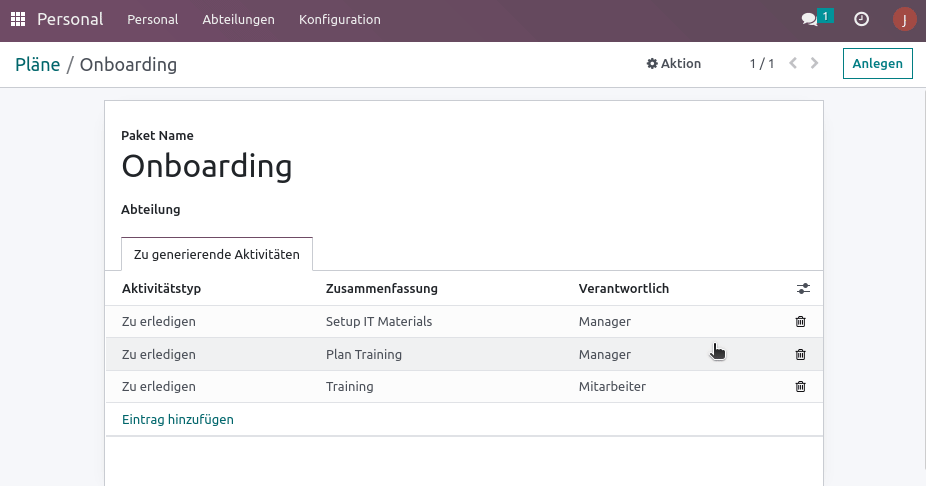 Personal Personal Abteilungen Konfiguration 1 J
Pläne / Onboarding Aktion 1 / 1 Anlegen
Paket Name
Onboarding
Abteilung
Zu generierende Aktivitäten
Aktivitätstyp Zusammenfassung Verantwortlich
Zu erledigen Setup IT Materials Manager
Zu erledigen Plan Training Manager
Zu erledigen Training Mitarbeiter
Eintrag hinzufügen